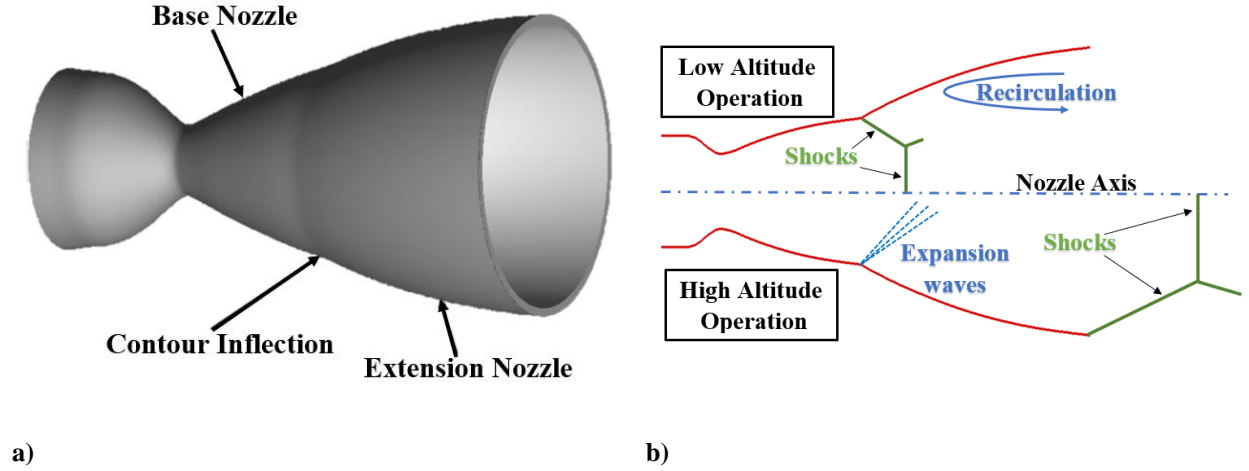 Base Nozzle
Contour Inflection
Extension Nozzle
a)
Low Altitude
Operation
Recirculation
Shocks
Nozzle Axis
Expansion
waves
Shocks
High Altitude
Operation
b)